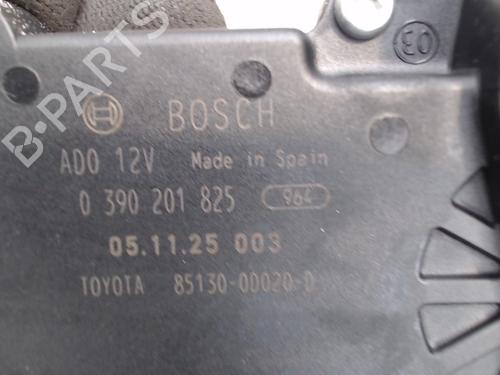 B-PARTS
EO
BOSCH
ADO 12V Made in Spain
0 390 201 825 964
05.11.25 003
TOYOTA 85130-0D020-D